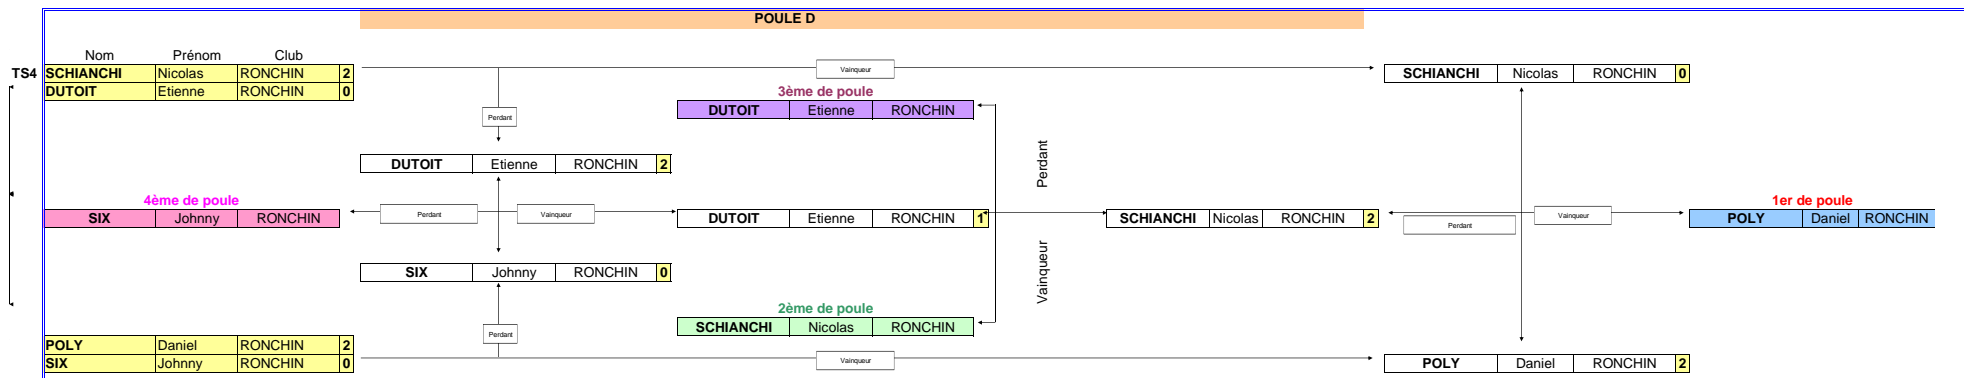 POULE D
Nom Prénom Club
TS4 SCHIANCHI Nicolas RONCHIN 2 Vainqueur SCHIANCHI Nicolas RONCHIN 0
DUTOIT Etienne RONCHIN 0 3ème de poule
DUTOIT Etienne RONCHIN
Perdant
Perdant
DUTOIT Etienne RONCHIN 2
4ème de poule 1er de poule
SIX Johnny RONCHIN Perdant Vainqueur DUTOIT Etienne RONCHIN 1 SCHIANCHI Nicolas RONCHIN 2 Perdant Vainqueur POLY Daniel RONCHIN
Vainqueur
SIX Johnny RONCHIN 0
2ème de poule
SCHIANCHI Nicolas RONCHIN
Perdant
POLY Daniel RONCHIN 2
SIX Johnny RONCHIN 0 Vainqueur POLY Daniel RONCHIN 2